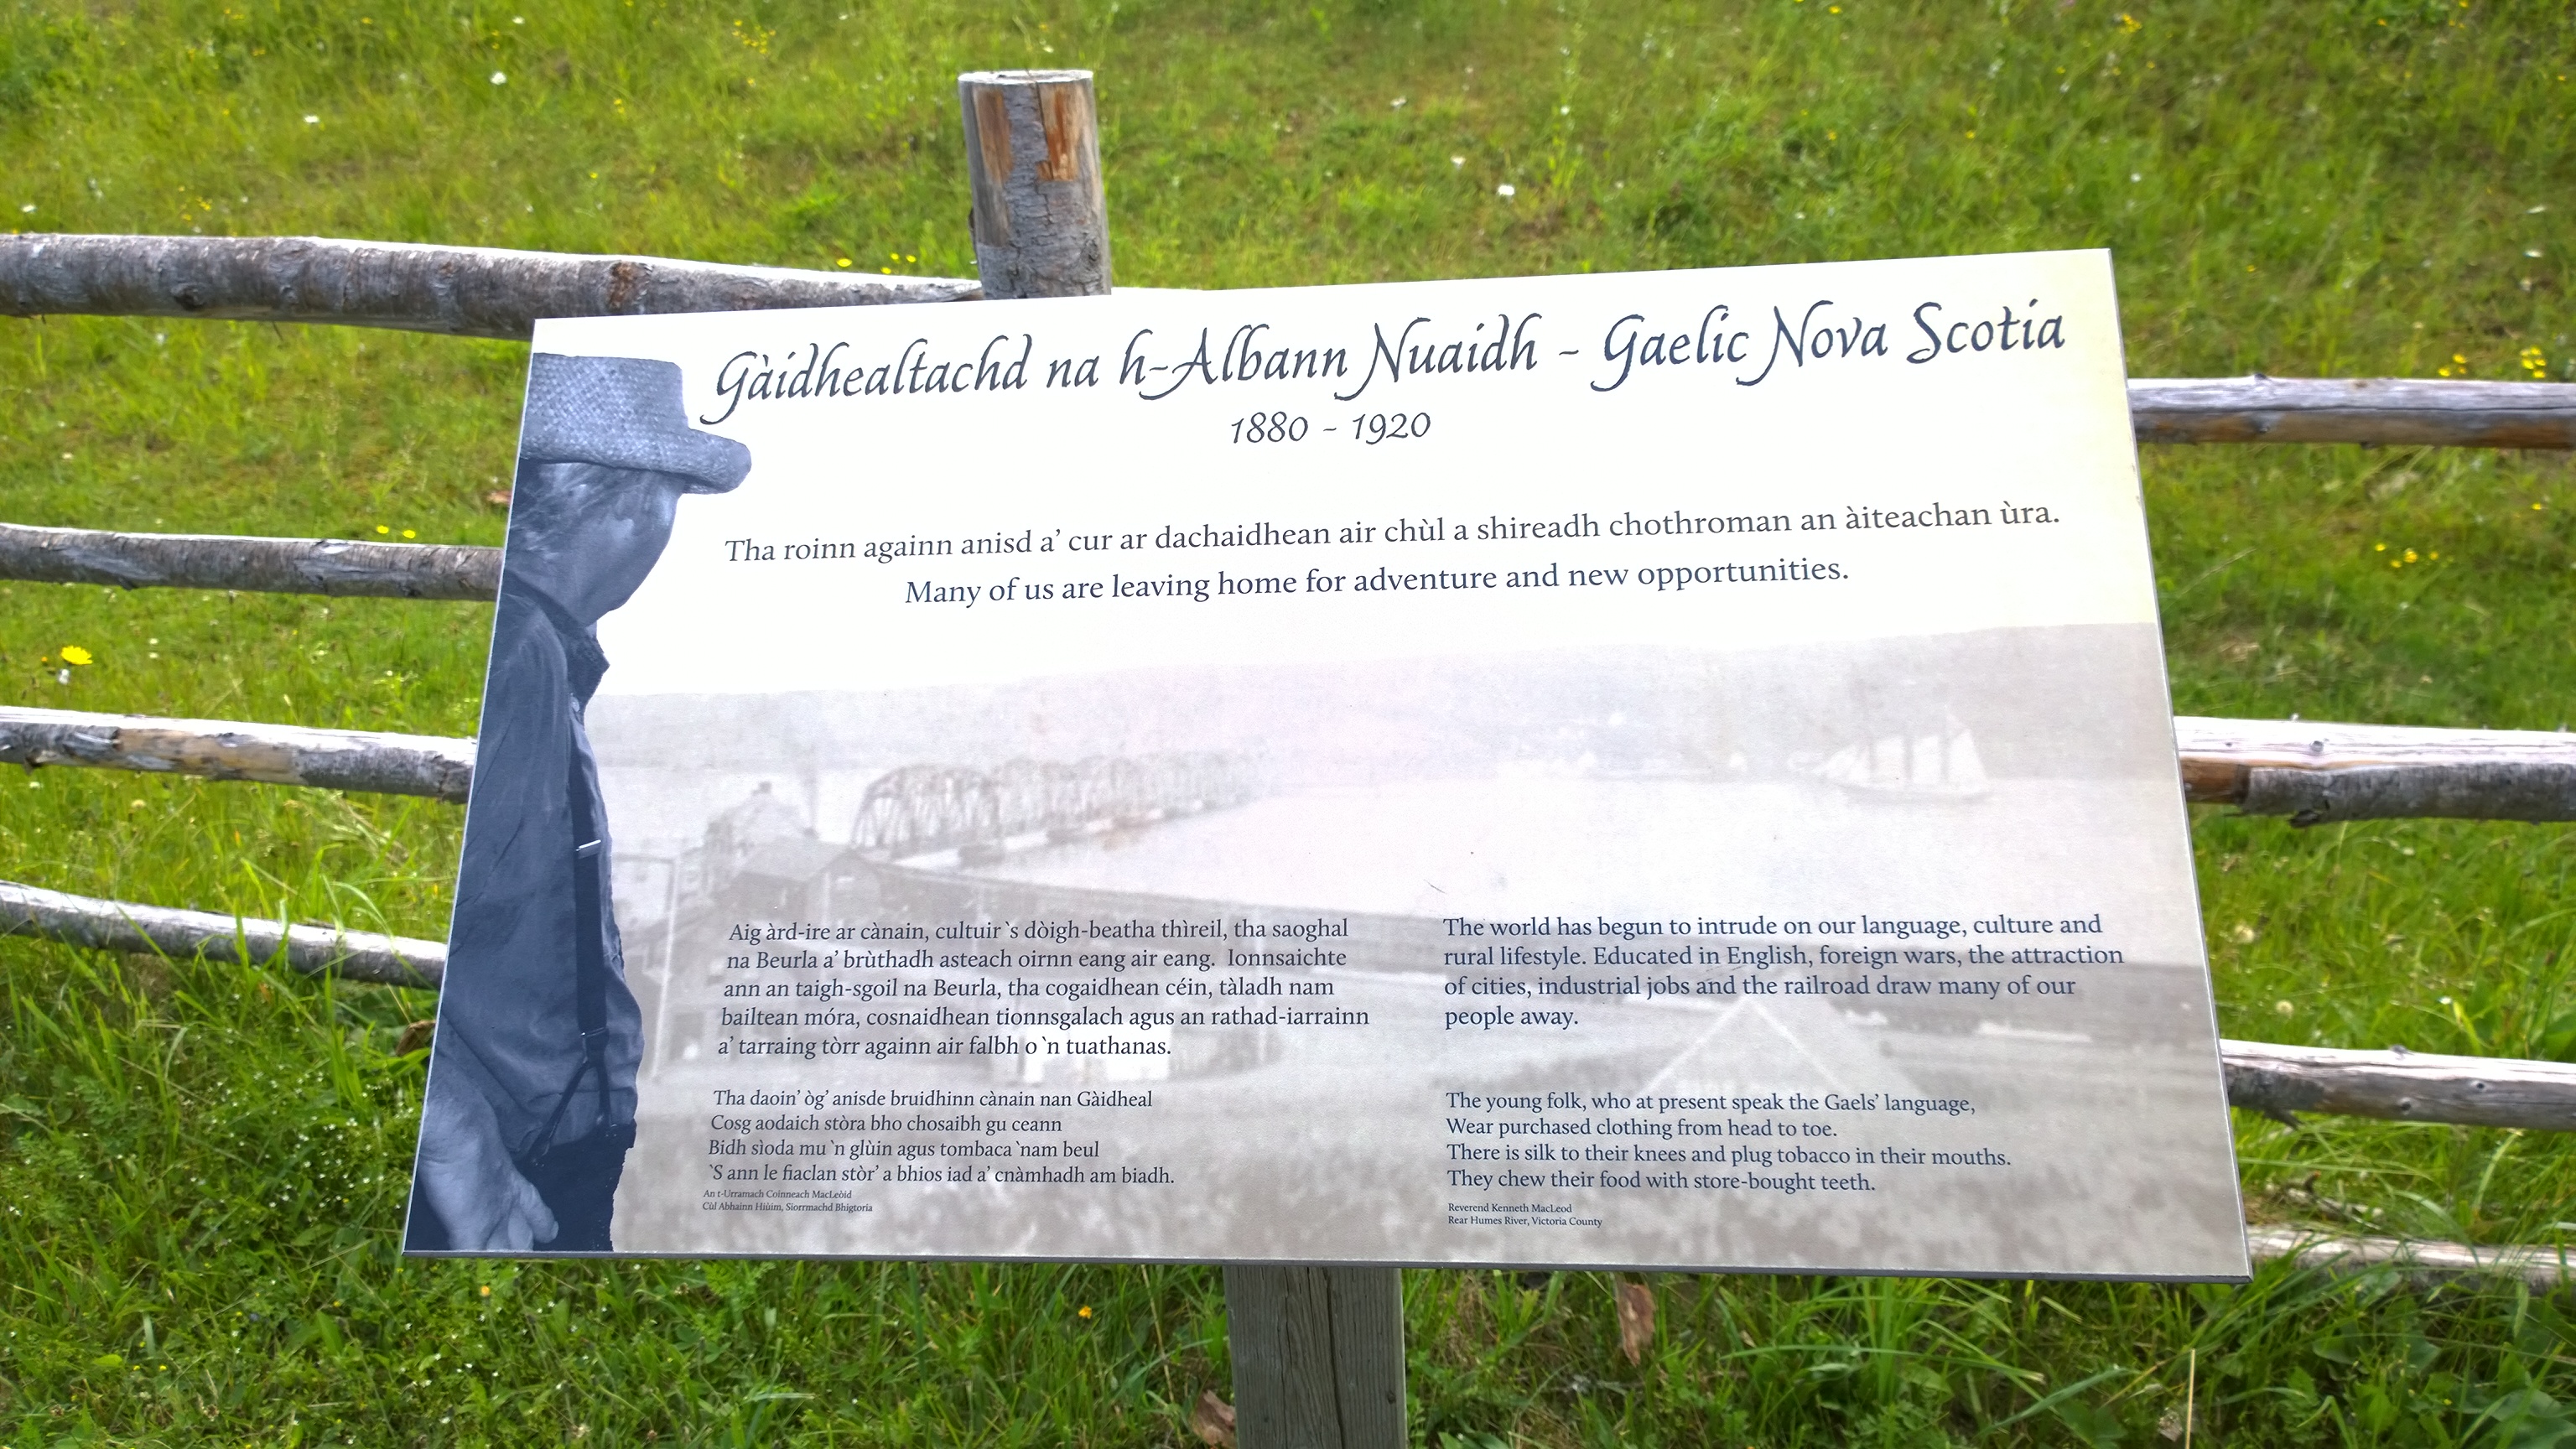 Gàidhealtachd na h-Albann Nuaidh - Gaelic Nova Scotia
1880 - 1920
Tha roinn againn anisd a' cur ar dachaidhean air chùl a shireadh chothroman an àiteachan ùra.
Many of us are leaving home for adventure and new opportunities.
Aig àrd-ire ar cànain, cultuir `s dòigh-beatha thìreil, tha saoghal
na Beurla a' brùthadh asteach oirnn eang air eang. Ionnsaichte
ann an taigh-sgoil na Beurla, tha cogaidhean céin, tàladh nam
bailtean móra, cosnaidhean tionnsgalach agus an rathad-iarrainn
a' tarraing tòrr againn air falbh o `n tuathanas.
Tha daoin' òg' anisde bruidhinn cànain nan Gàidheal
Cosg aodaich stòra bho chosaibh gu ceann
Bidh sìoda mu `n glùin agus tombaca `nam beul
`S ann le fiaclan stòr' a bhios iad a' cnàmhadh am biadh.
An t-Urramach Coinneach MacLeòid
Cùl Abhainn Hiùim, Siorrmachd Bhigtoria
The world has begun to intrude on our language, culture and
rural lifestyle. Educated in English, foreign wars, the attraction
of cities, industrial jobs and the railroad draw many of our
people away.
The young folk, who at present speak the Gaels' language,
Wear purchased clothing from head to toe.
There is silk to their knees and plug tobacco in their mouths.
They chew their food with store-bought teeth.
Reverend Kenneth MacLeod
Rear Humes River, Victoria County